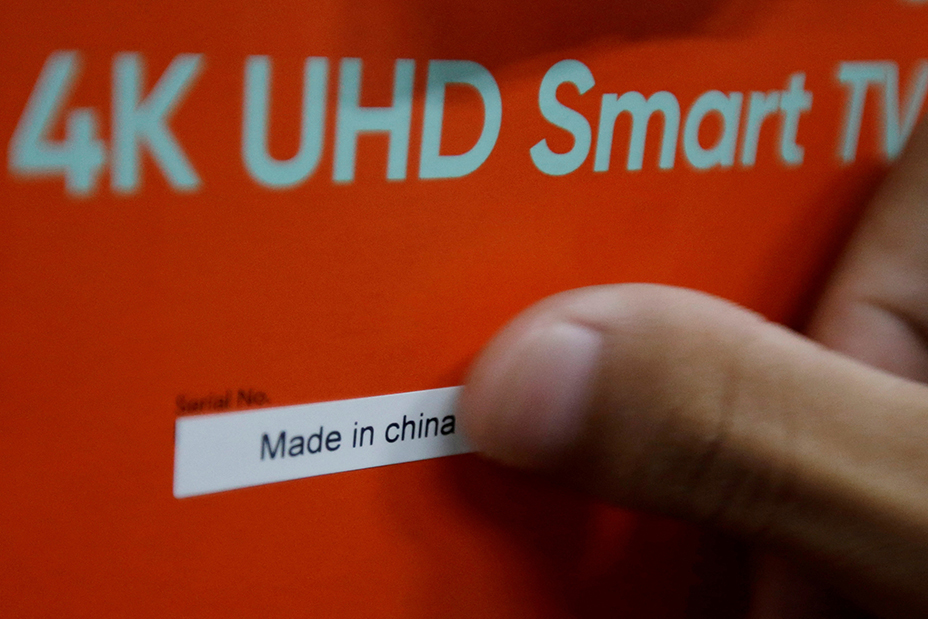 4K UHD Smart TV
Serial No.
Made in china